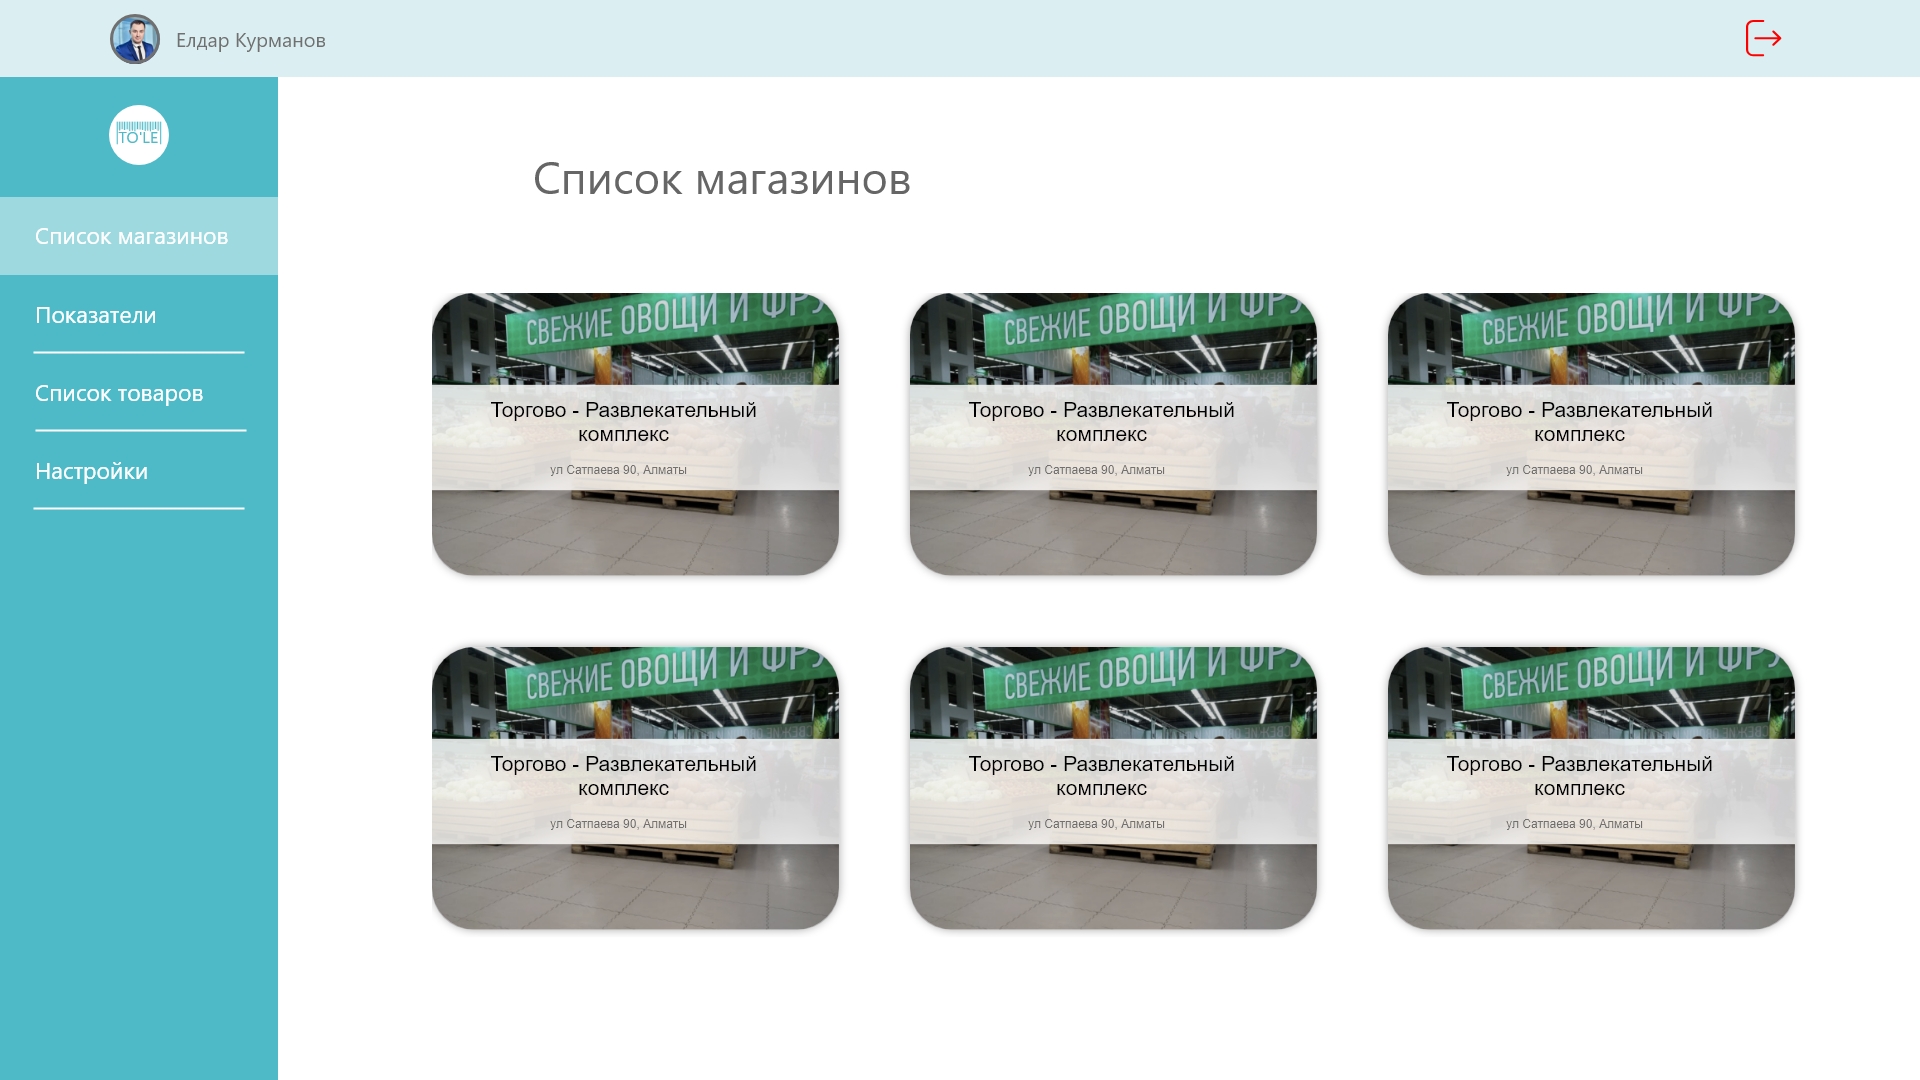 Елдар Курманов
TO'LE
Список магазинов
Показатели
Список товаров
Настройки
Список магазинов
СВЕЖИЕ ОВОЩИ И ФРУ
Торгово - Развлекательный
комплекс
ул Сатпаева 90, Алматы
СВЕЖИЕ ОВОЩИ И ФРУ
Торгово - Развлекательный
комплекс
ул Сатпаева 90, Алматы
СВЕЖИЕ ОВОЩИ И ФРУ
Торгово - Развлекательный
комплекс
ул Сатпаева 90, Алматы
СВЕЖИЕ ОВОЩИ И ФРУ
Торгово - Развлекательный
комплекс
ул Сатпаева 90, Алматы
СВЕЖИЕ ОВОЩИ И ФРУ
Торгово - Развлекательный
комплекс
ул Сатпаева 90, Алматы
СВЕЖИЕ ОВОЩИ И ФРУ
Торгово - Развлекательный
комплекс
ул Сатпаева 90, Алматы